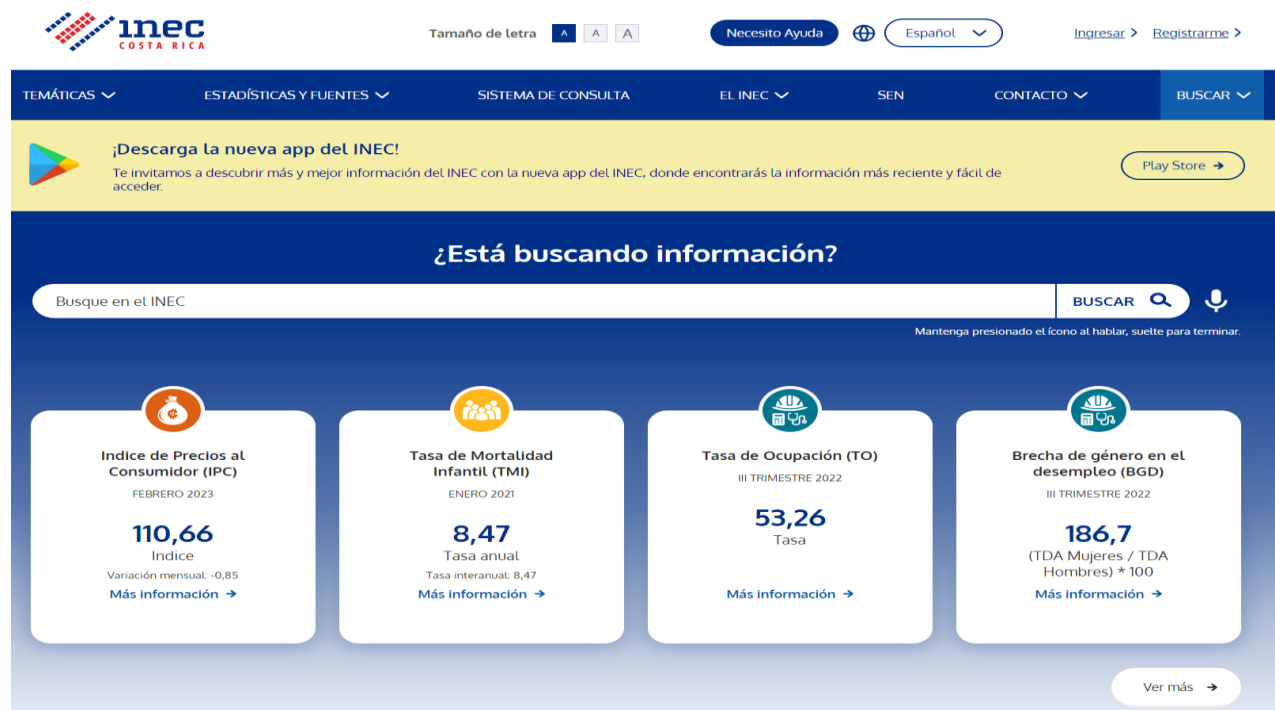 inec
COSTA RICA
Tamaño de letra A A A
Necesito Ayuda
Español
Ingresar
Registrarme
TEMÁTICAS
ESTADÍSTICAS Y FUENTES
SISTEMA DE CONSULTA
EL INEC
SEN
CONTACTO
BUSCAR
¡Descarga la nueva app del INEC!
Te invitamos a descubrir más y mejor información del INEC con la nueva app del INEC, donde encontrarás la información más reciente y fácil de
acceder.
Play Store
¿Está buscando información?
Busque en el INEC
BUSCAR
Mantenga presionado el ícono al hablar, suelte para terminar.
Indice de Precios al
Consumidor (IPC)
FEBRERO 2023
110,66
Indice
Variación mensual: -0,85
Más información
Tasa de Mortalidad
Infantil (TMI)
ENERO 2021
8,47
Tasa anual
Tasa interanual: 8,47
Más información
Tasa de Ocupación (TO)
III TRIMESTRE 2022
53,26
Tasa
Más información
Brecha de género en el
desempleo (BGD)
III TRIMESTRE 2022
186,7
(TDA Mujeres / TDA
Hombres) * 100
Más información
Ver más